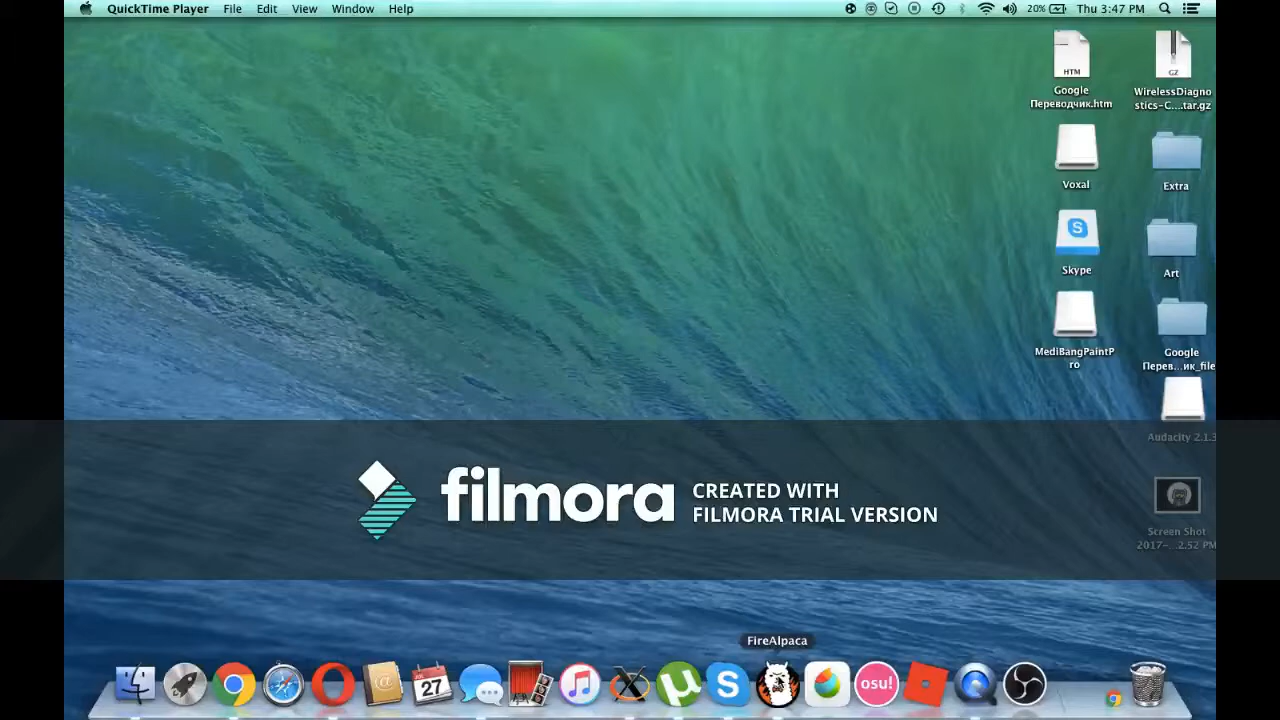 QuickTime Player File Edit View Window Help 20% Thu 3:47 PM
HTM
Google
Переводчик.htm
GZ
WirelessDiagno
stics-C....tar.gz
Voxal
Extra
Skype
Art
MediBangPaintP
ro
Google
Перев...ик_file
Audacity 2.1.3
filmora
CREATED WITH
FILMORA TRIAL VERSION
Screen Shot
2017-...2.52 PM
FireAlpaca
27
osu!